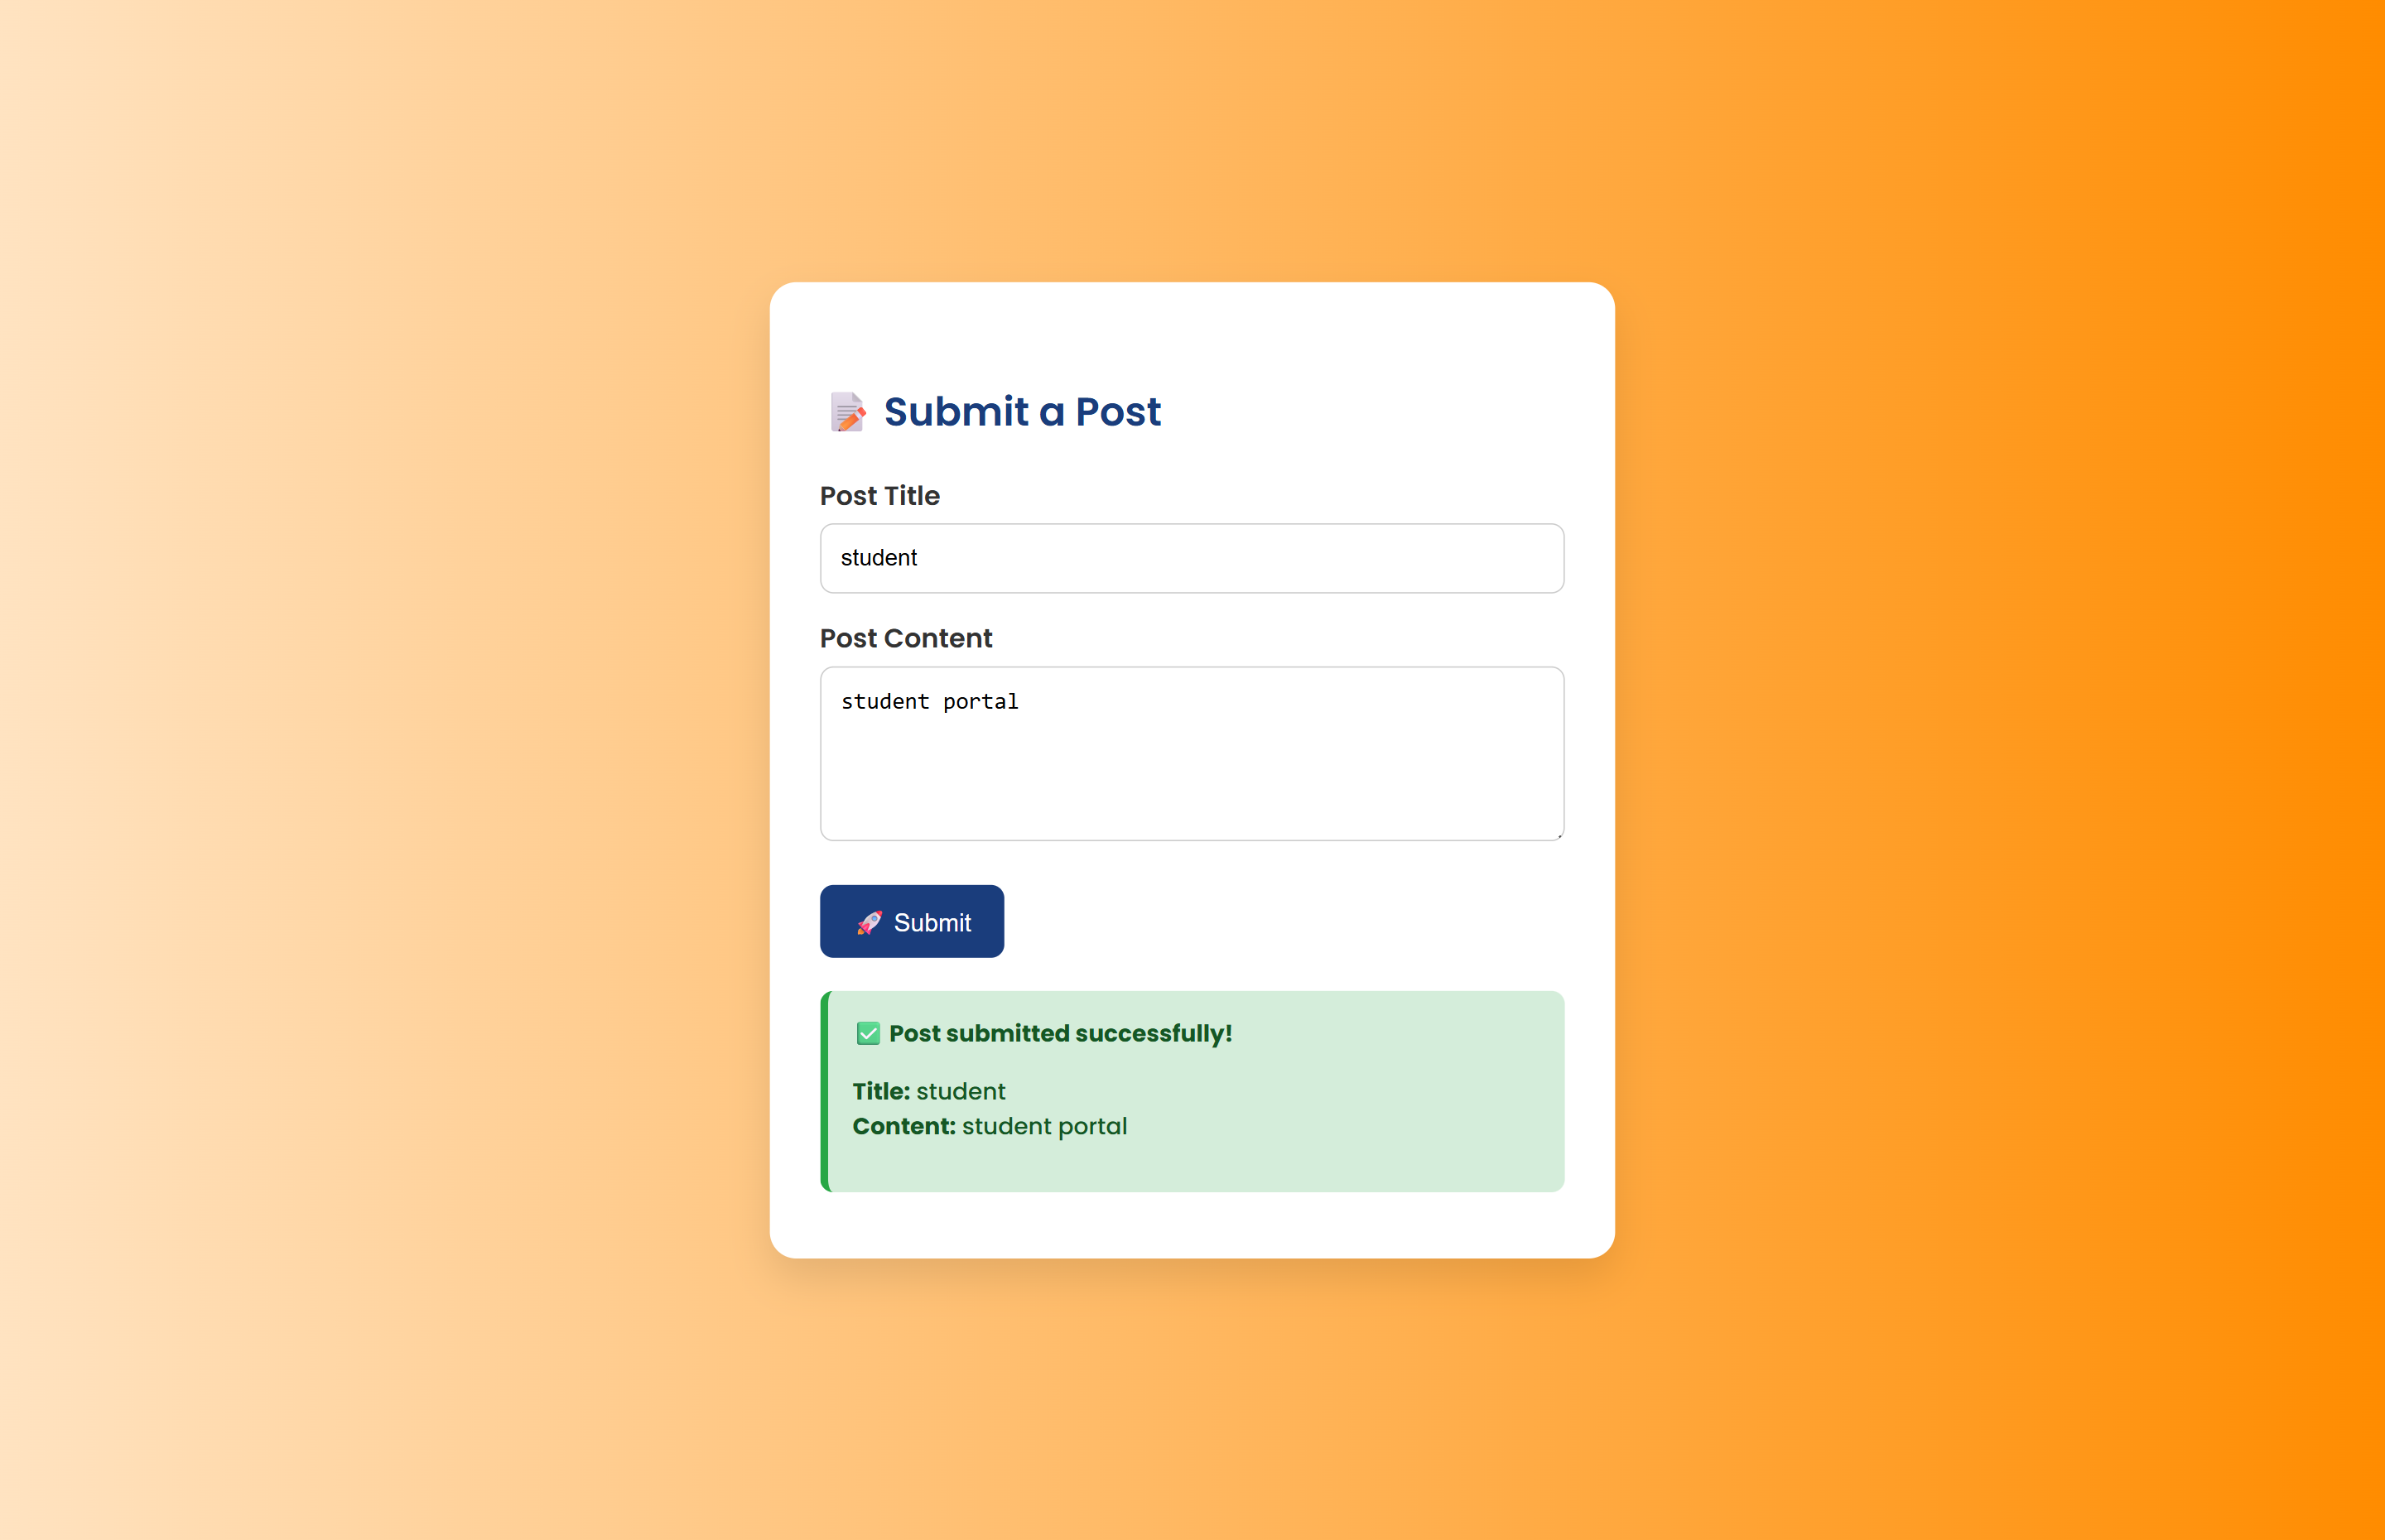 📝 Submit a Post
Post Title
student
Post Content
student portal
🚀 Submit
✅ Post submitted successfully!
Title: student
Content: student portal